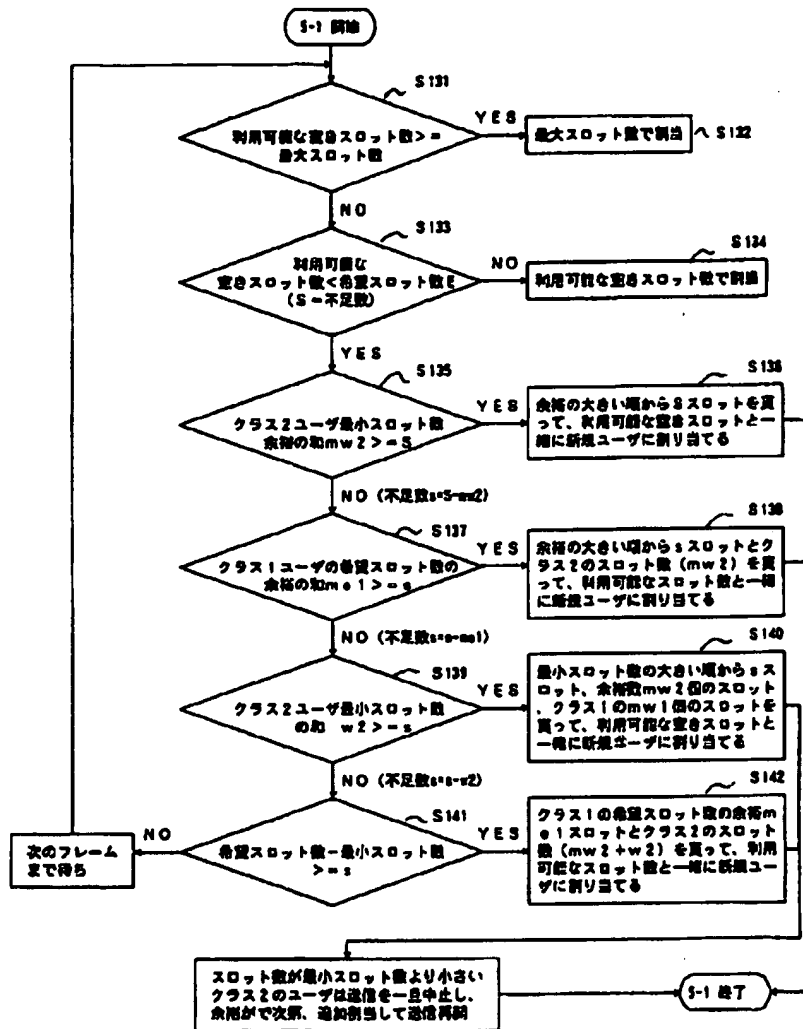 S-1 開始
S131
利用可能な空きスロット数>=
最大スロット数
YES
最大スロット数で割当
S132
NO
S133
利用可能な
空きスロット数<希望スロット数E
(S=不足数)
NO
S134
利用可能な空きスロット数で割当
YES
S135
クラス2ユーザ最小スロット数
余裕の和mw2>=S
YES
S136
余裕の大きい順からSスロットを貰
って、利用可能な空きスロットと一
緒に新規ユーザに割り当てる
NO (不足数s=S-mw2)
S137
クラス1ユーザの希望スロット数の
余裕の和me1>=s
YES
S138
余裕の大きい順からsスロットとク
ラス2のスロット数(mw2)を貰
って、利用可能なスロット数と一緒
に新規ユーザに割り当てる
NO (不足数s=s-me1)
S139
クラス2ユーザ最小スロット数
の和 w2>=s
YES
S140
最小スロット数の大きい順からsス
ロット、余裕数mw2個のスロット
、クラス1のmw1個のスロットを
貰って、利用可能な空きスロットと
一緒に新規ユーザに割り当てる
NO (不足数s=s-w2)
S141
希望スロット数-最小スロット数
>=s
YES
S142
クラス1の希望スロット数の余裕m
e1スロットとクラス2のスロット
数(mw2+w2)を貰って、利用
可能なスロット数と一緒に新規ユー
ザに割り当てる
NO
次のフレーム
まで待ち
スロット数が最小スロット数より小さい
クラス2のユーザは送信を一旦中止し、
余裕がで次第、追加割当して送信再開
S-1 終了